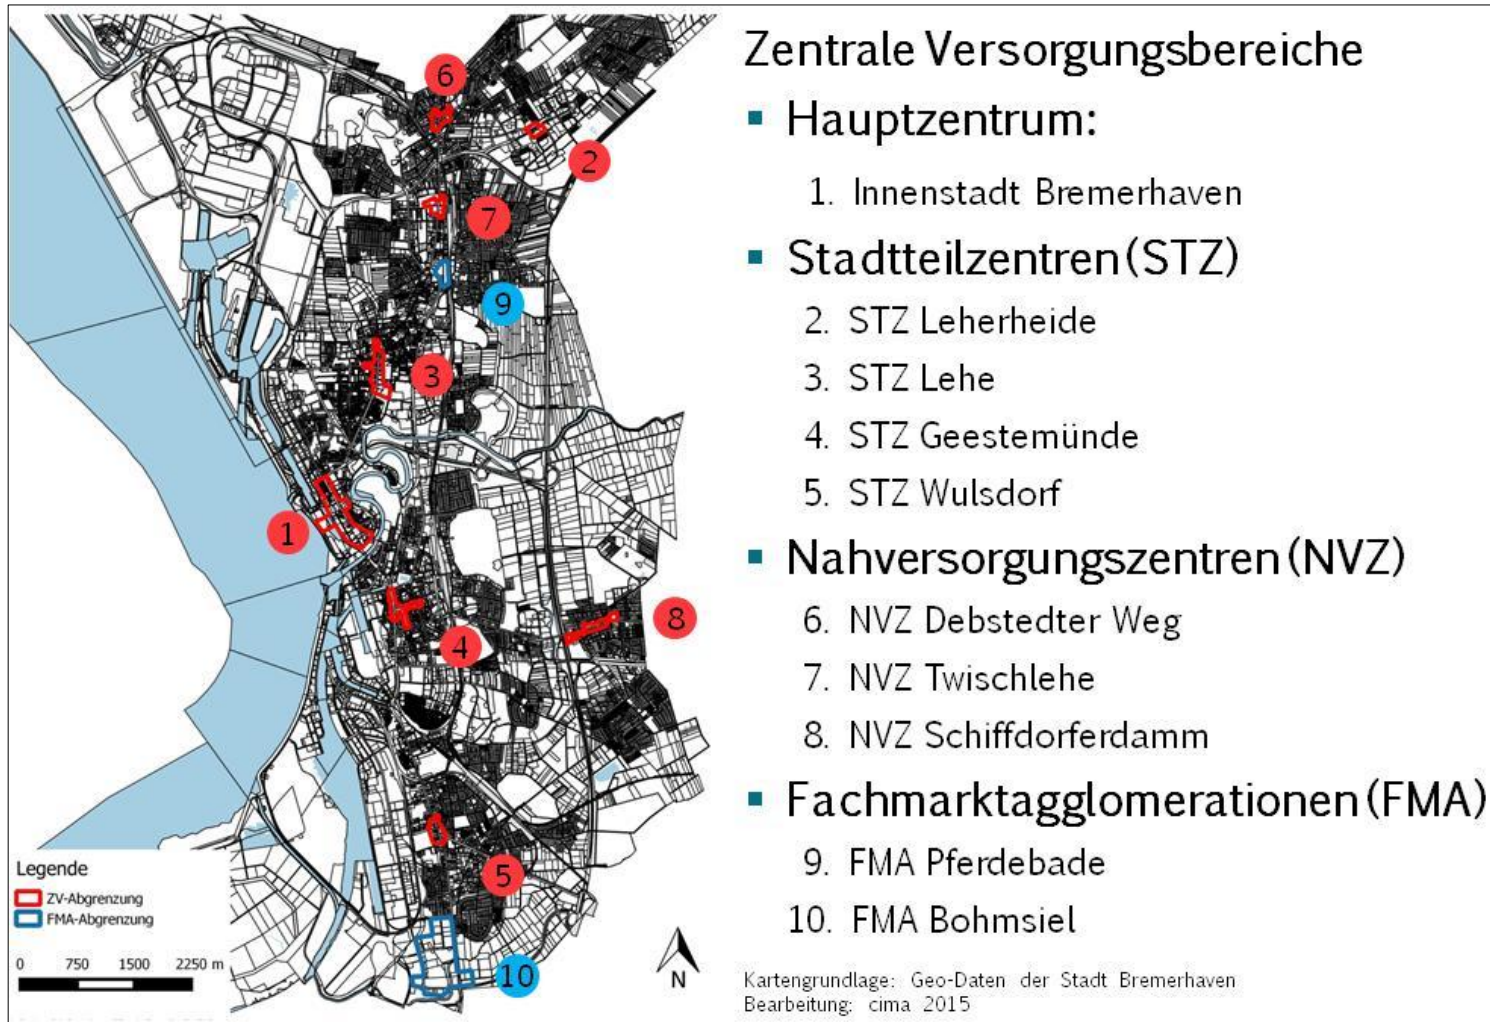 6
2
7
9
3
1
8
4
5
10
Legende
ZV-Abgrenzung
FMA-Abgrenzung
0 750 1500 2250 m
N
Zentrale Versorgungsbereiche
▪ Hauptzentrum:
1. Innenstadt Bremerhaven
▪ Stadtteilzentren (STZ)
2. STZ Leherheide
3. STZ Lehe
4. STZ Geestemünde
5. STZ Wulsdorf
▪ Nahversorgungszentren (NVZ)
6. NVZ Debstedter Weg
7. NVZ Twischlehe
8. NVZ Schiffdorferdamm
▪ Fachmarktagglomerationen (FMA)
9. FMA Pferdebade
10. FMA Bohmsiel
Kartengrundlage: Geo-Daten der Stadt Bremerhaven
Bearbeitung: cima 2015